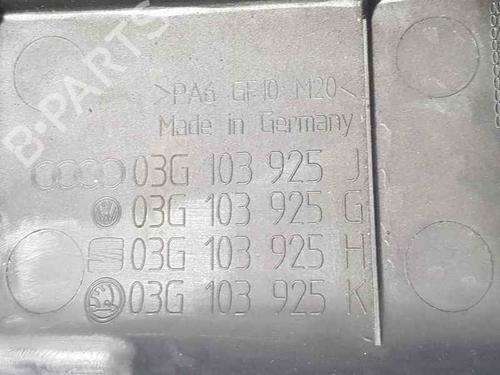 B-PARTS
>PA6 GF10 M20<
Made in Germany
03G 103 925 J
03G 103 925 G
03G 103 925 H
03G 103 925 K